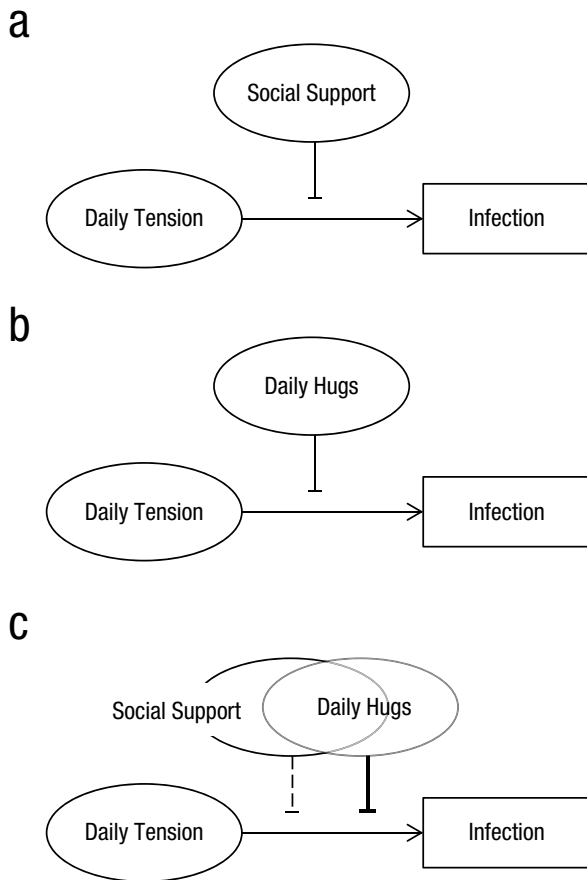 a
Social Support
Daily Tension
Infection
b
Daily Hugs
Daily Tension
Infection
c
Social Support
Daily Hugs
Daily Tension
Infection